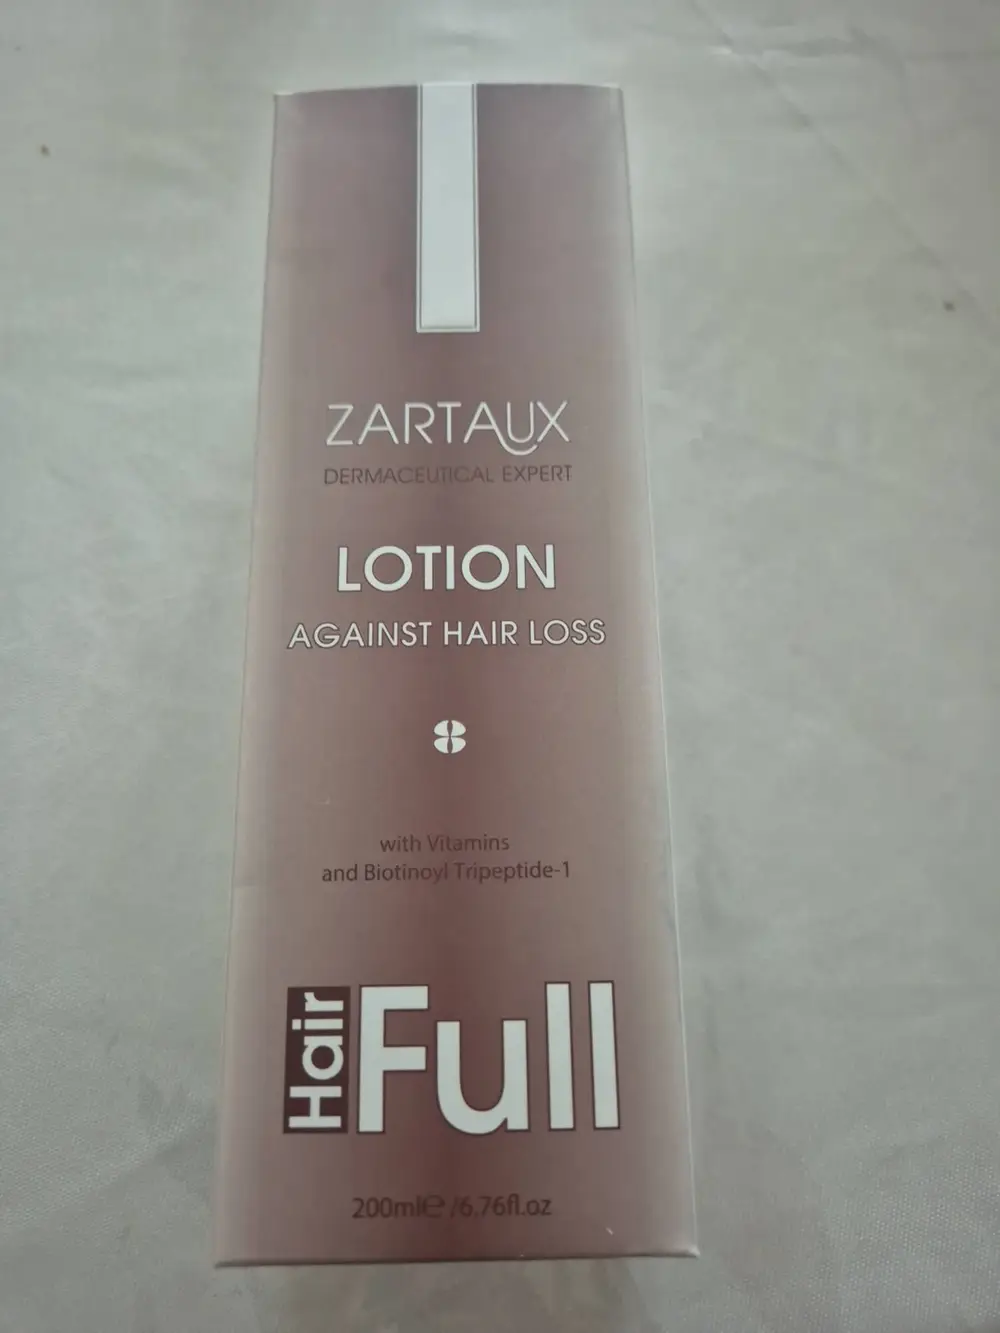 ZARTAUX
DERMACEUTICAL EXPERT
LOTION
AGAINST HAIR LOSS
with Vitamins
and Biotinoyl Tripeptide-1
Hair Full
200ml℮ /6.76fl.oz